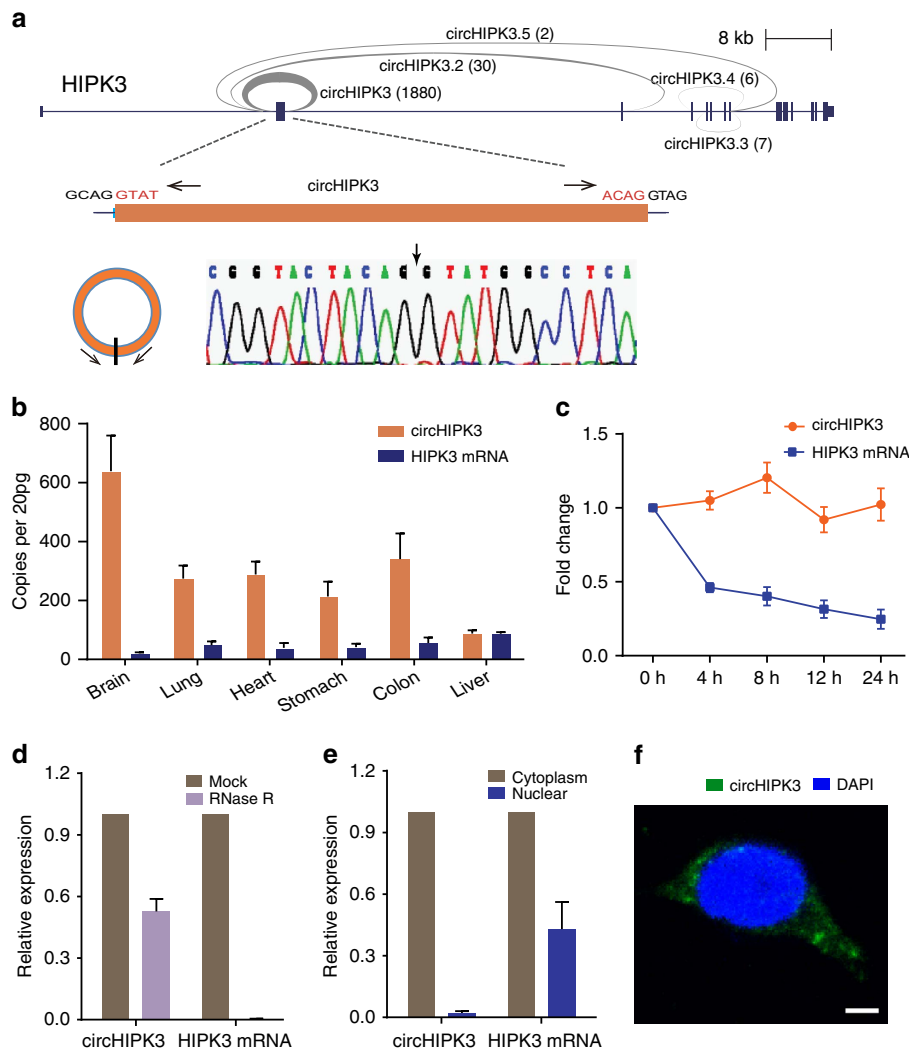 a
circHIPK3.5 (2)
8 kb
HIPK3
circHIPK3.2 (30)
circHIPK3.4 (6)
circHIPK3 (1880)
circHIPK3.3 (7)
GCAG GTAT
circHIPK3
ACAG GTAG
C G G T A C T A C A G G T A T G G C C T C A
b
800
600
400
200
0
Copies per 20pg
circHIPK3
HIPK3 mRNA
Brain
Lung
Heart
Stomach
Colon
Liver
c
circHIPK3
HIPK3 mRNA
1.5
1.0
0.5
0.0
Fold change
0 h
4 h
8 h
12 h
24 h
d
1.2
0.9
0.6
0.3
0.0
Relative expression
Mock
RNase R
circHIPK3
HIPK3 mRNA
e
1.2
0.9
0.6
0.3
0.0
Relative expression
Cytoplasm
Nuclear
circHIPK3
HIPK3 mRNA
f
circHIPK3
DAPI